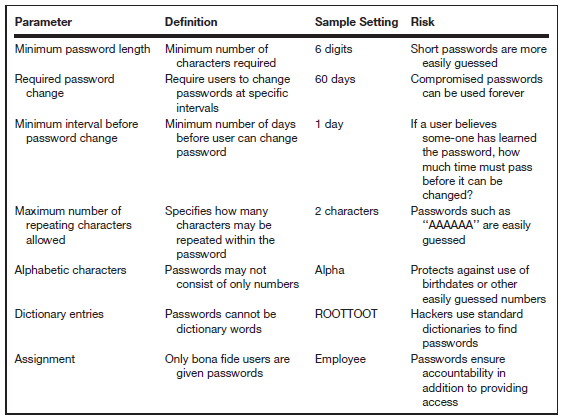 Parameter Definition Sample Setting Risk
Minimum password length Minimum number of 6 digits Short passwords are more
characters required easily guessed
Required password Require users to change 60 days Compromised passwords
change passwords at specific can be used forever
intervals
Minimum interval before Minimum number of days 1 day If a user believes
password change before user can change some-one has learned
password the password, how
much time must pass
before it can be
changed?
Maximum number of Specifies how many 2 characters Passwords such as
repeating characters characters may be “AAAAAA” are easily
allowed repeated within the guessed
password
Alphabetic characters Passwords may not Alpha Protects against use of
consist of only numbers birthdates or other
easily guessed numbers
Dictionary entries Passwords cannot be ROOTTOOT Hackers use standard
dictionary words dictionaries to find
passwords
Assignment Only bona fide users are Employee Passwords ensure
given passwords accountability in
addition to providing
access